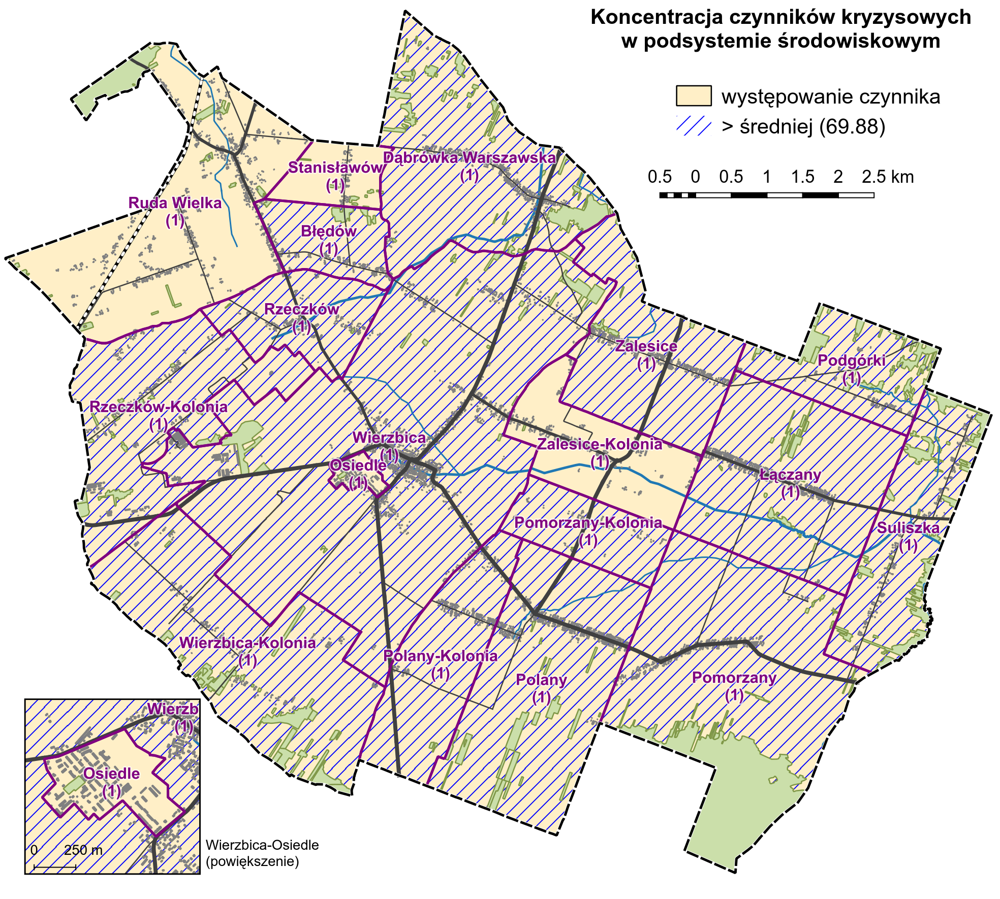 Koncentracja czynników kryzysowych
w podsystemie środowiskowym
występowanie czynnika
> średniej (69.88)
0.5 0 0.5 1 1.5 2 2.5 km
Dąbrówka Warszawska
(1)
Stanisławów
(1)
Ruda Wielka
(1)
Błędów
(1)
Rzeczków
(1)
Zalesice
(1)
Podgórki
(1)
Rzeczków-Kolonia
(1)
Wierzbica
(1)
Zalesice-Kolonia
(1)
Osiedle
(1)
Łączany
(1)
Pomorzany-Kolonia
(1)
Suliszka
(1)
Wierzbica-Kolonia
(1)
Polany-Kolonia
(1)
Polany
(1)
Pomorzany
(1)
Wierzb
(1)
Osiedle
(1)
0 250 m
Wierzbica-Osiedle
(powiększenie)